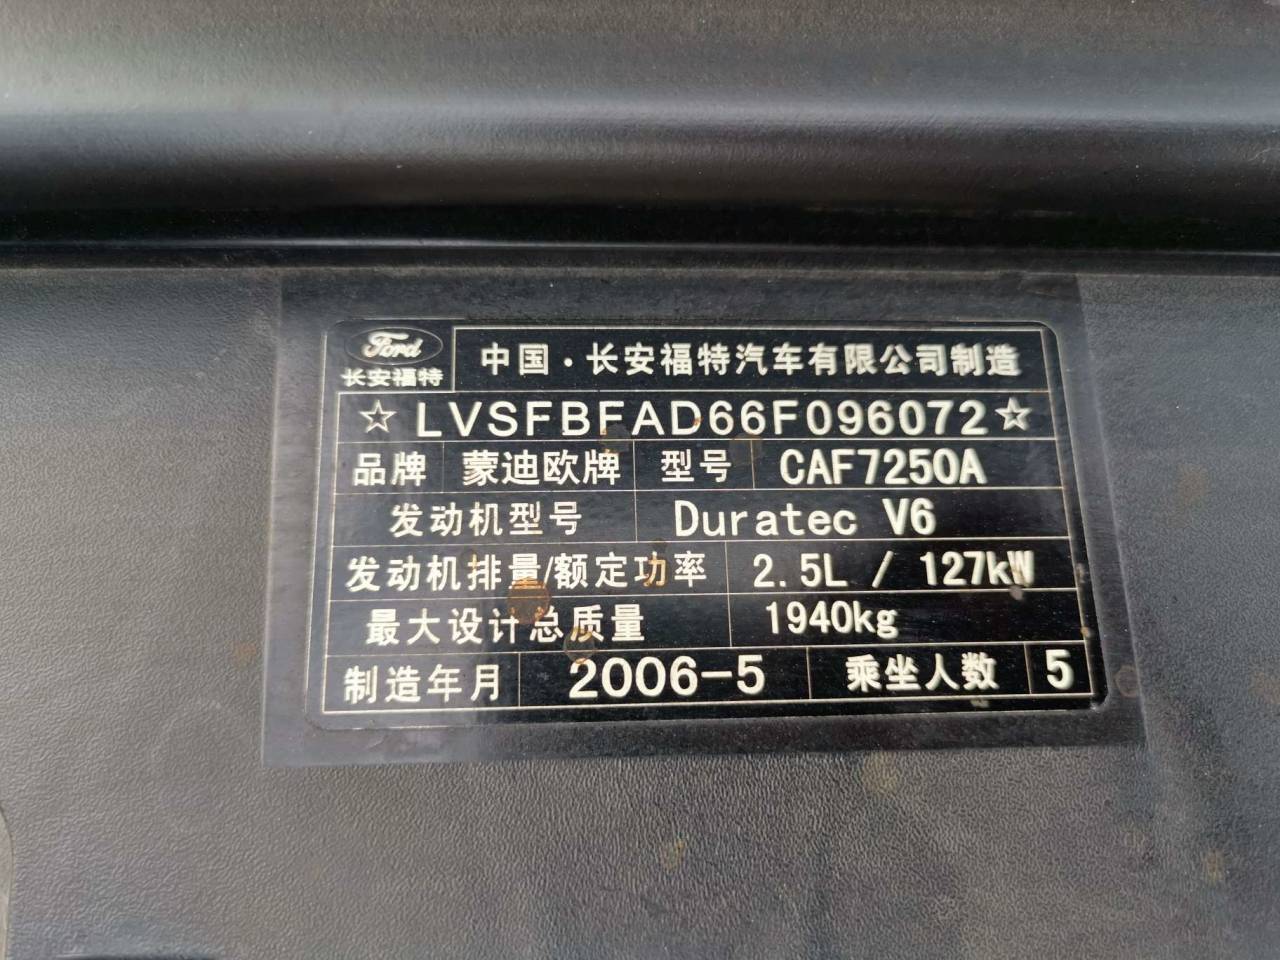 Ford
长安福特
中国·长安福特汽车有限公司制造
☆LVSFBFAD66F096072☆
品牌 蒙迪欧牌 型号 CAF7250A
发动机型号 Duratec V6
发动机排量/额定功率 2.5L / 127kW
最大设计总质量 1940kg
制造年月 2006-5 乘坐人数 5